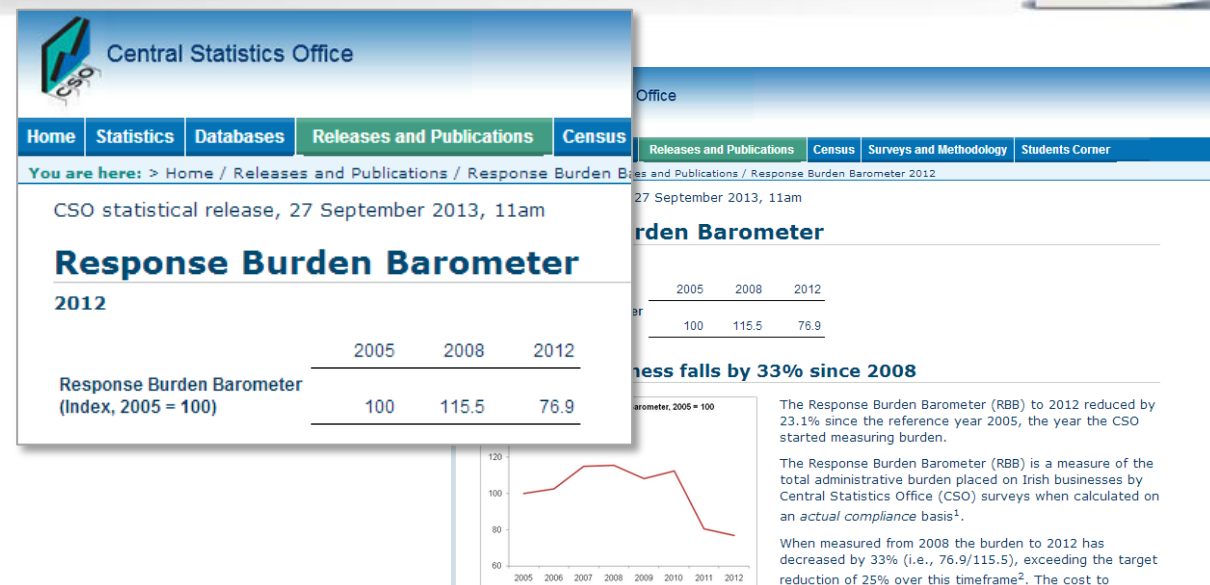 Central Statistics Office
CSO
Home Statistics Databases Releases and Publications Census
You are here: > Home / Releases and Publications / Response Burden Ba
CSO statistical release, 27 September 2013, 11am
Response Burden Barometer
2012
2005 2008 2012
Response Burden Barometer
(Index, 2005 = 100) 100 115.5 76.9
Office
Releases and Publications Census Surveys and Methodology Students Corner
es and Publications / Response Burden Barometer 2012
27 September 2013, 11am
rden Barometer
2005 2008 2012
er
100 115.5 76.9
ness falls by 33% since 2008
arometer, 2005 = 100
120
100
80
60
2005 2006 2007 2008 2009 2010 2011 2012
The Response Burden Barometer (RBB) to 2012 reduced by
23.1% since the reference year 2005, the year the CSO
started measuring burden.
The Response Burden Barometer (RBB) is a measure of the
total administrative burden placed on Irish businesses by
Central Statistics Office (CSO) surveys when calculated on
an actual compliance basis1.
When measured from 2008 the burden to 2012 has
decreased by 33% (i.e., 76.9/115.5), exceeding the target
reduction of 25% over this timeframe2. The cost to